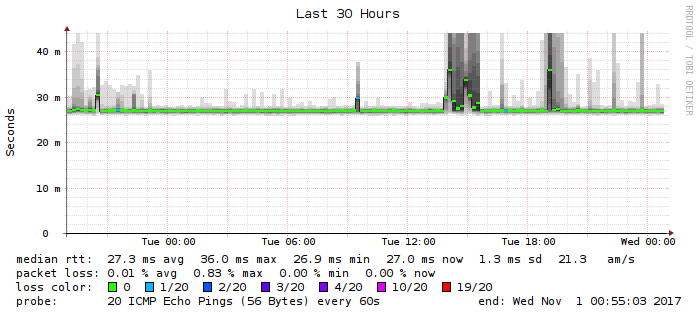 Last 30 Hours
RRDTOOL / TOBI OETIKER
Seconds
40 m
30 m
20 m
10 m
0
Tue 00:00 Tue 06:00 Tue 12:00 Tue 18:00 Wed 00:00
median rtt: 27.3 ms avg 36.0 ms max 26.9 ms min 27.0 ms now 1.3 ms sd 21.3 am/s
packet loss: 0.01 % avg 0.83 % max 0.00 % min 0.00 % now
loss color: 0 1/20 2/20 3/20 4/20 10/20 19/20
probe: 20 ICMP Echo Pings (56 Bytes) every 60s end: Wed Nov 1 00:55:03 2017